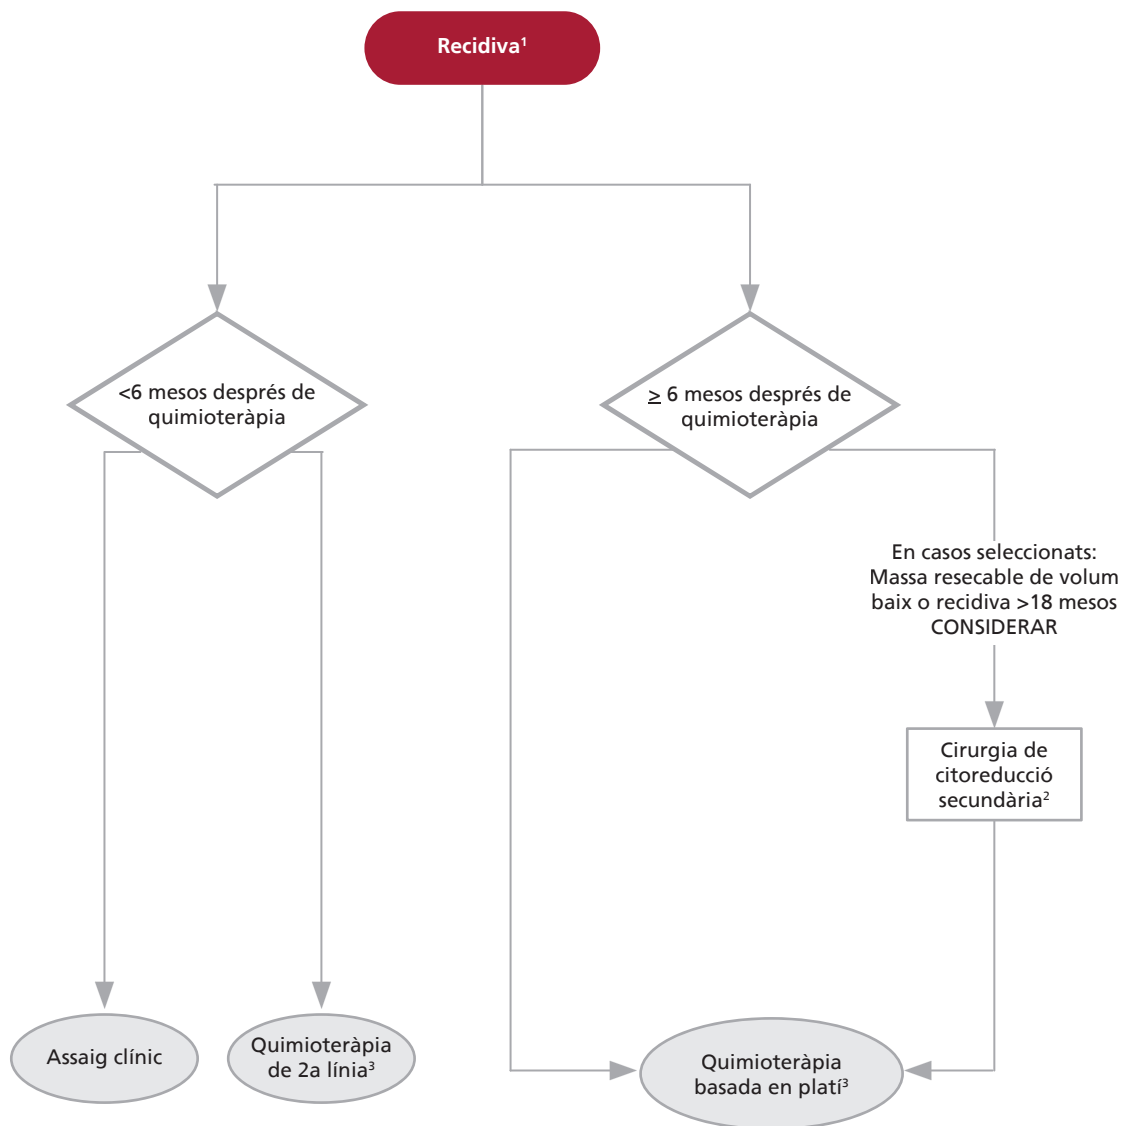 Recidiva¹
<6 mesos després de
quimioteràpia
≥ 6 mesos després de
quimioteràpia
En casos seleccionats:
Massa resecable de volum
baix o recidiva >18 mesos
CONSIDERAR
Cirurgia de
citoreducció
secundària²
Assaig clínic
Quimioteràpia
de 2a línia³
Quimioteràpia
basada en platí³